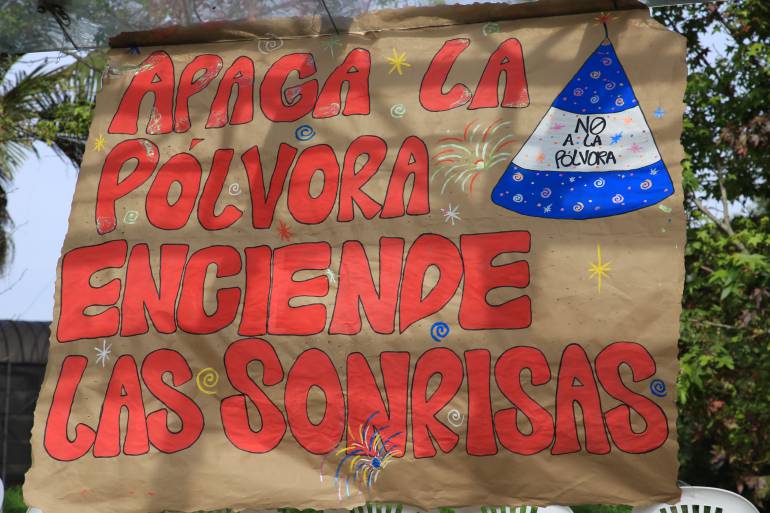 APAGA LA
PÓLVORA
ENCIENDE
LAS SONRISAS
NO
A LA
PÓLVORA